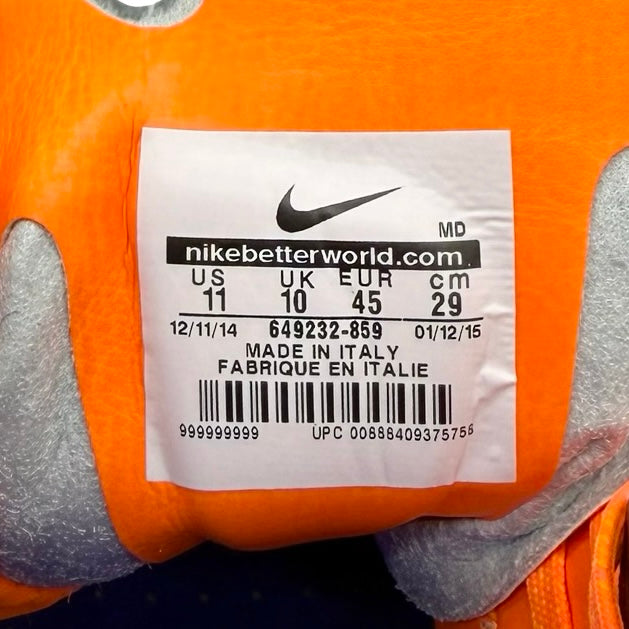 MD
nikebetterworld.com
US UK EUR cm
11 10 45 29
12/11/14 649232-859 01/12/15
MADE IN ITALY
FABRIQUE EN ITALIE
999999999 UPC 00888409375758